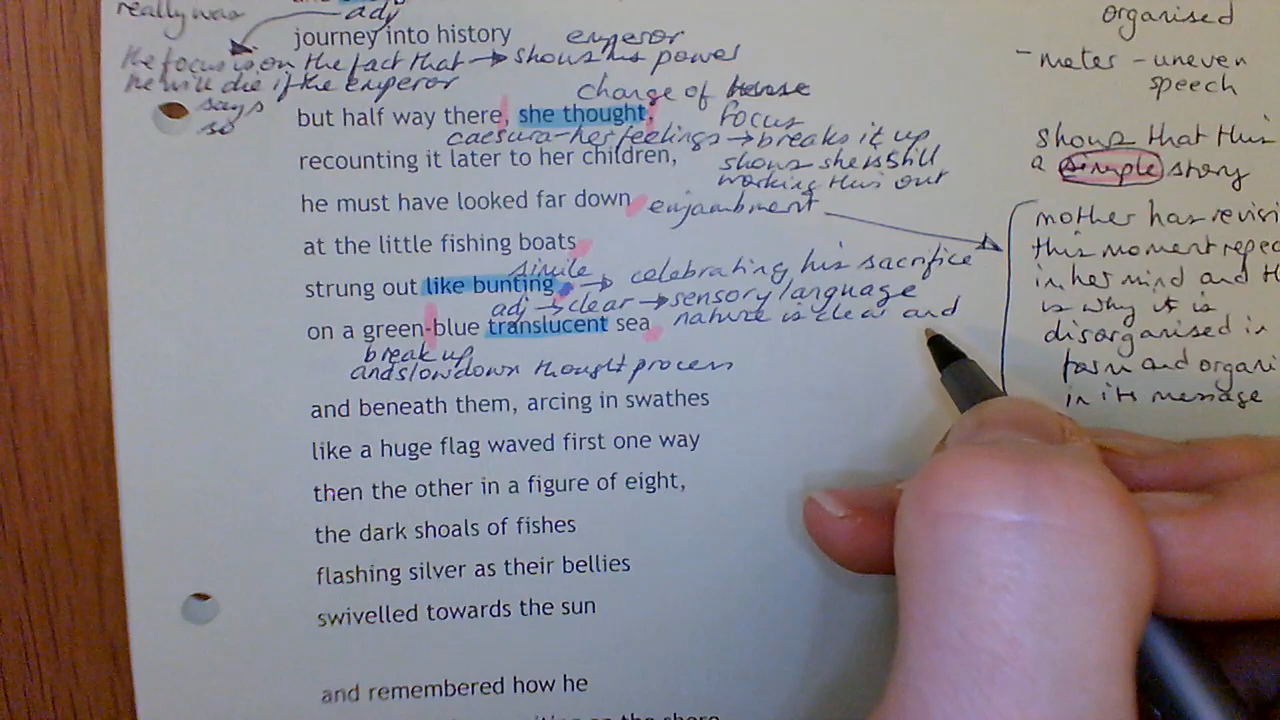 really was
adj
journey into history
emperor
the focus is on the fact that → shows his power
he will die if the emperor
says
so
change of tense
focus
but half way there, she thought,
caesura - her feelings → breaks it up
recounting it later to her children,
shows she is still
working this out
he must have looked far down
enjambment
at the little fishing boats
simile → celebrating his sacrifice
strung out like bunting
adj → clear → sensory language
on a green-blue translucent sea
nature is clear and
break up
and slow down thought process
and beneath them, arcing in swathes
like a huge flag waved first one way
then the other in a figure of eight,
the dark shoals of fishes
flashing silver as their bellies
swivelled towards the sun
and remembered how he
on the shore
organised
- meter - uneven
speech
shows that this
a simple story
mother has revisi
this moment repea
in her mind and th
is why it is
disorganised in
form and organi
in its message